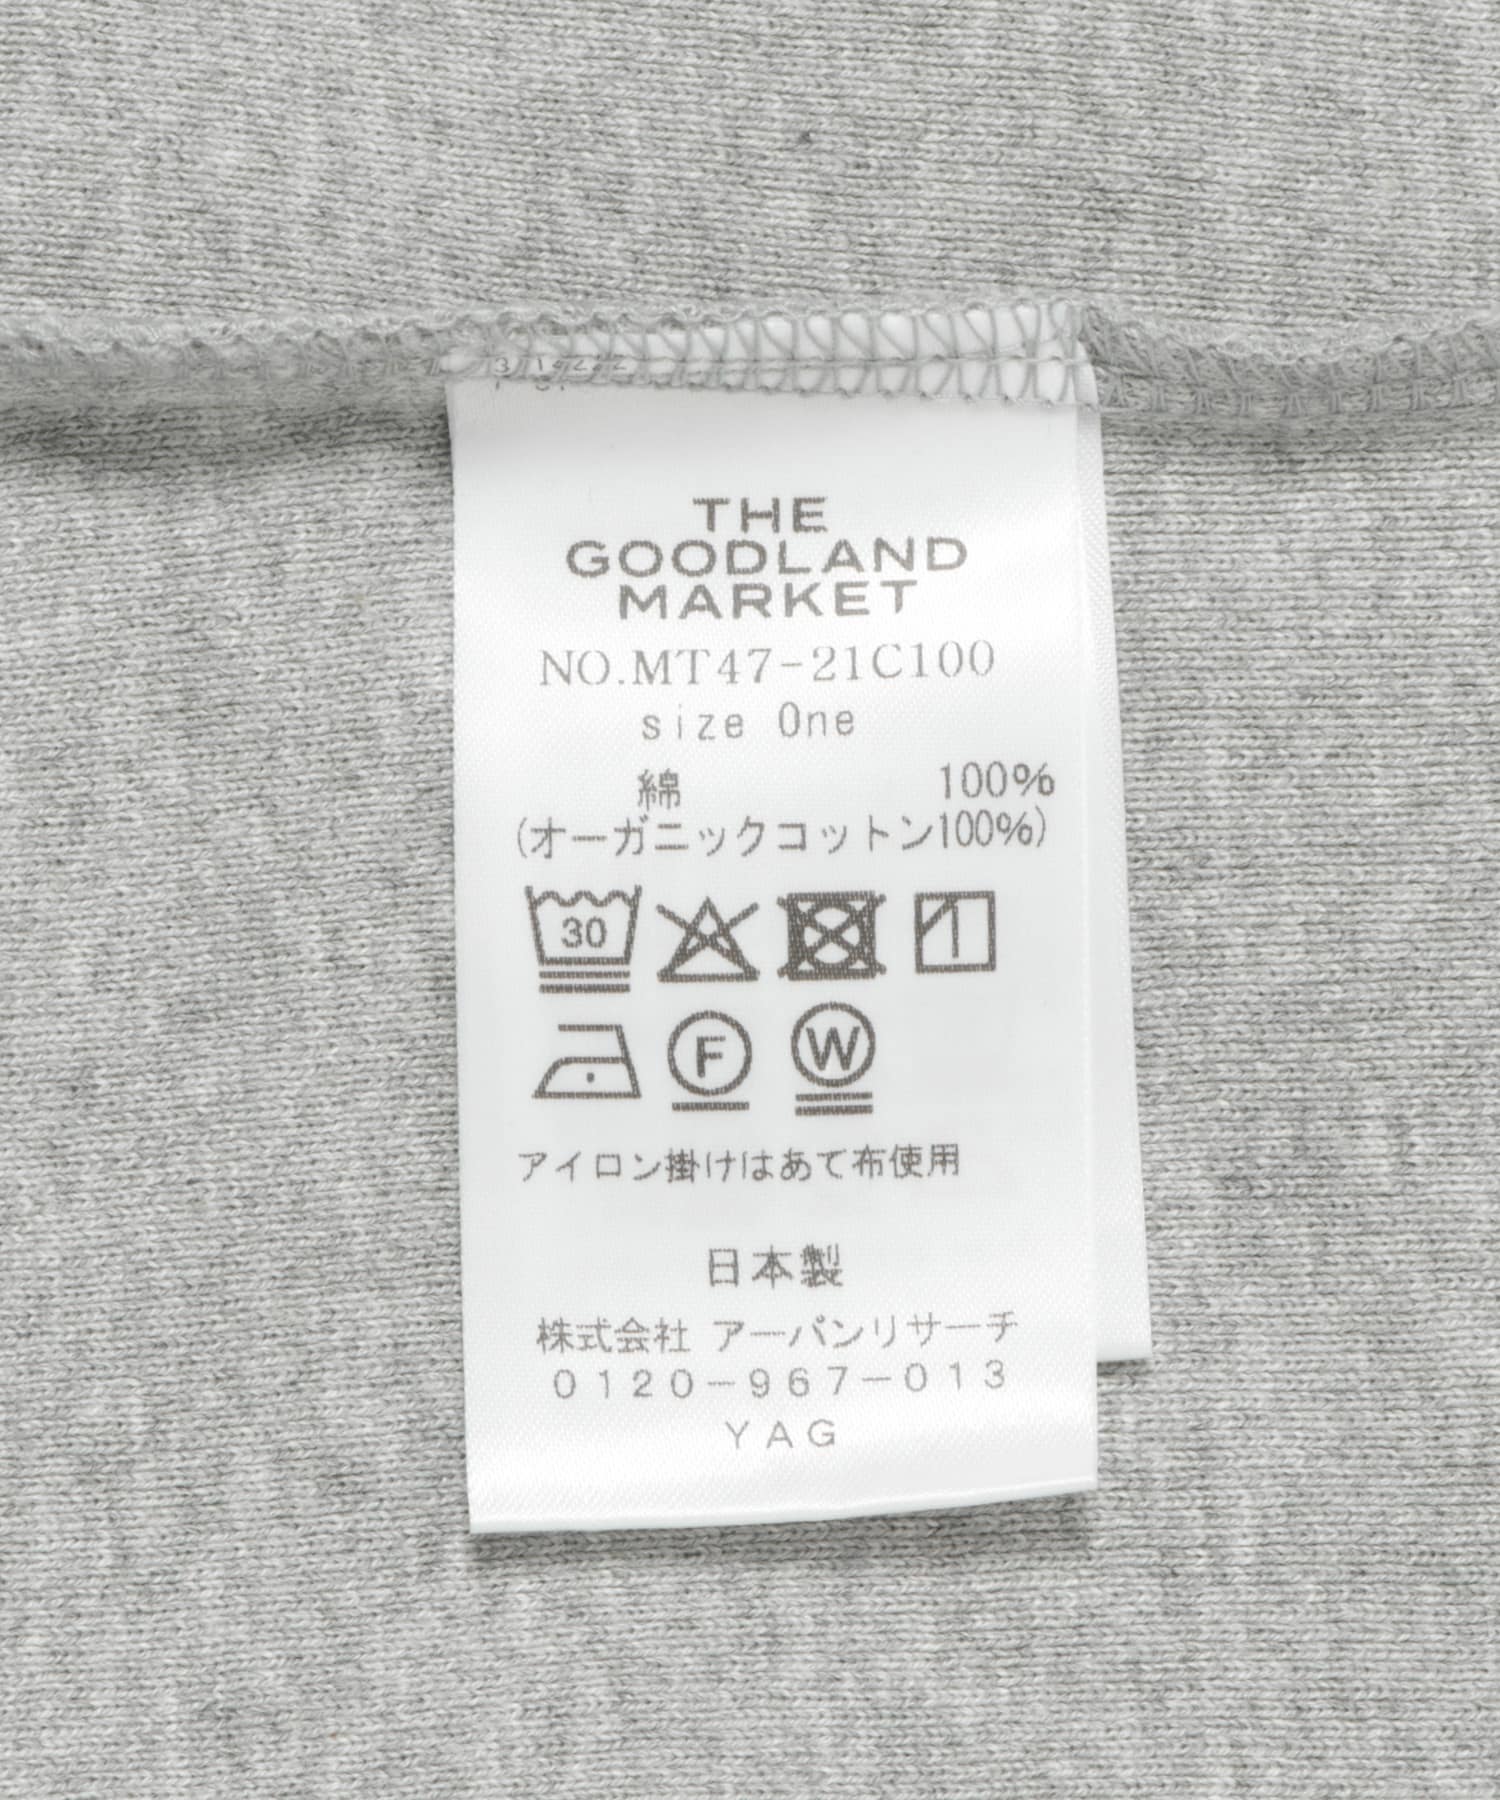 THE
GOODLAND
MARKET
NO.MT47-21C100
size One
綿 100%
(オーガニックコットン100%)
30
F W
アイロン掛けはあて布使用
日本製
株式会社 アーバンリサーチ
0120-967-013
YAG